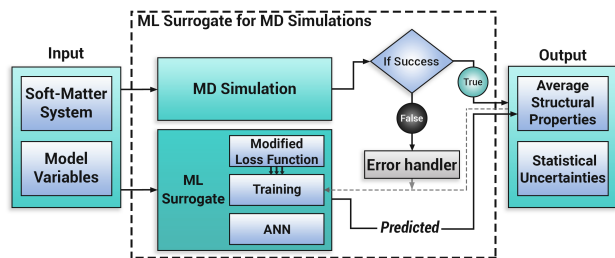 ML Surrogate for MD Simulations
Input
Soft-Matter
System
Model
Variables
MD Simulation
If Success
True
False
Error handler
ML
Surrogate
Modified
Loss Function
Training
ANN
Predicted
Output
Average
Structural
Properties
Statistical
Uncertainties